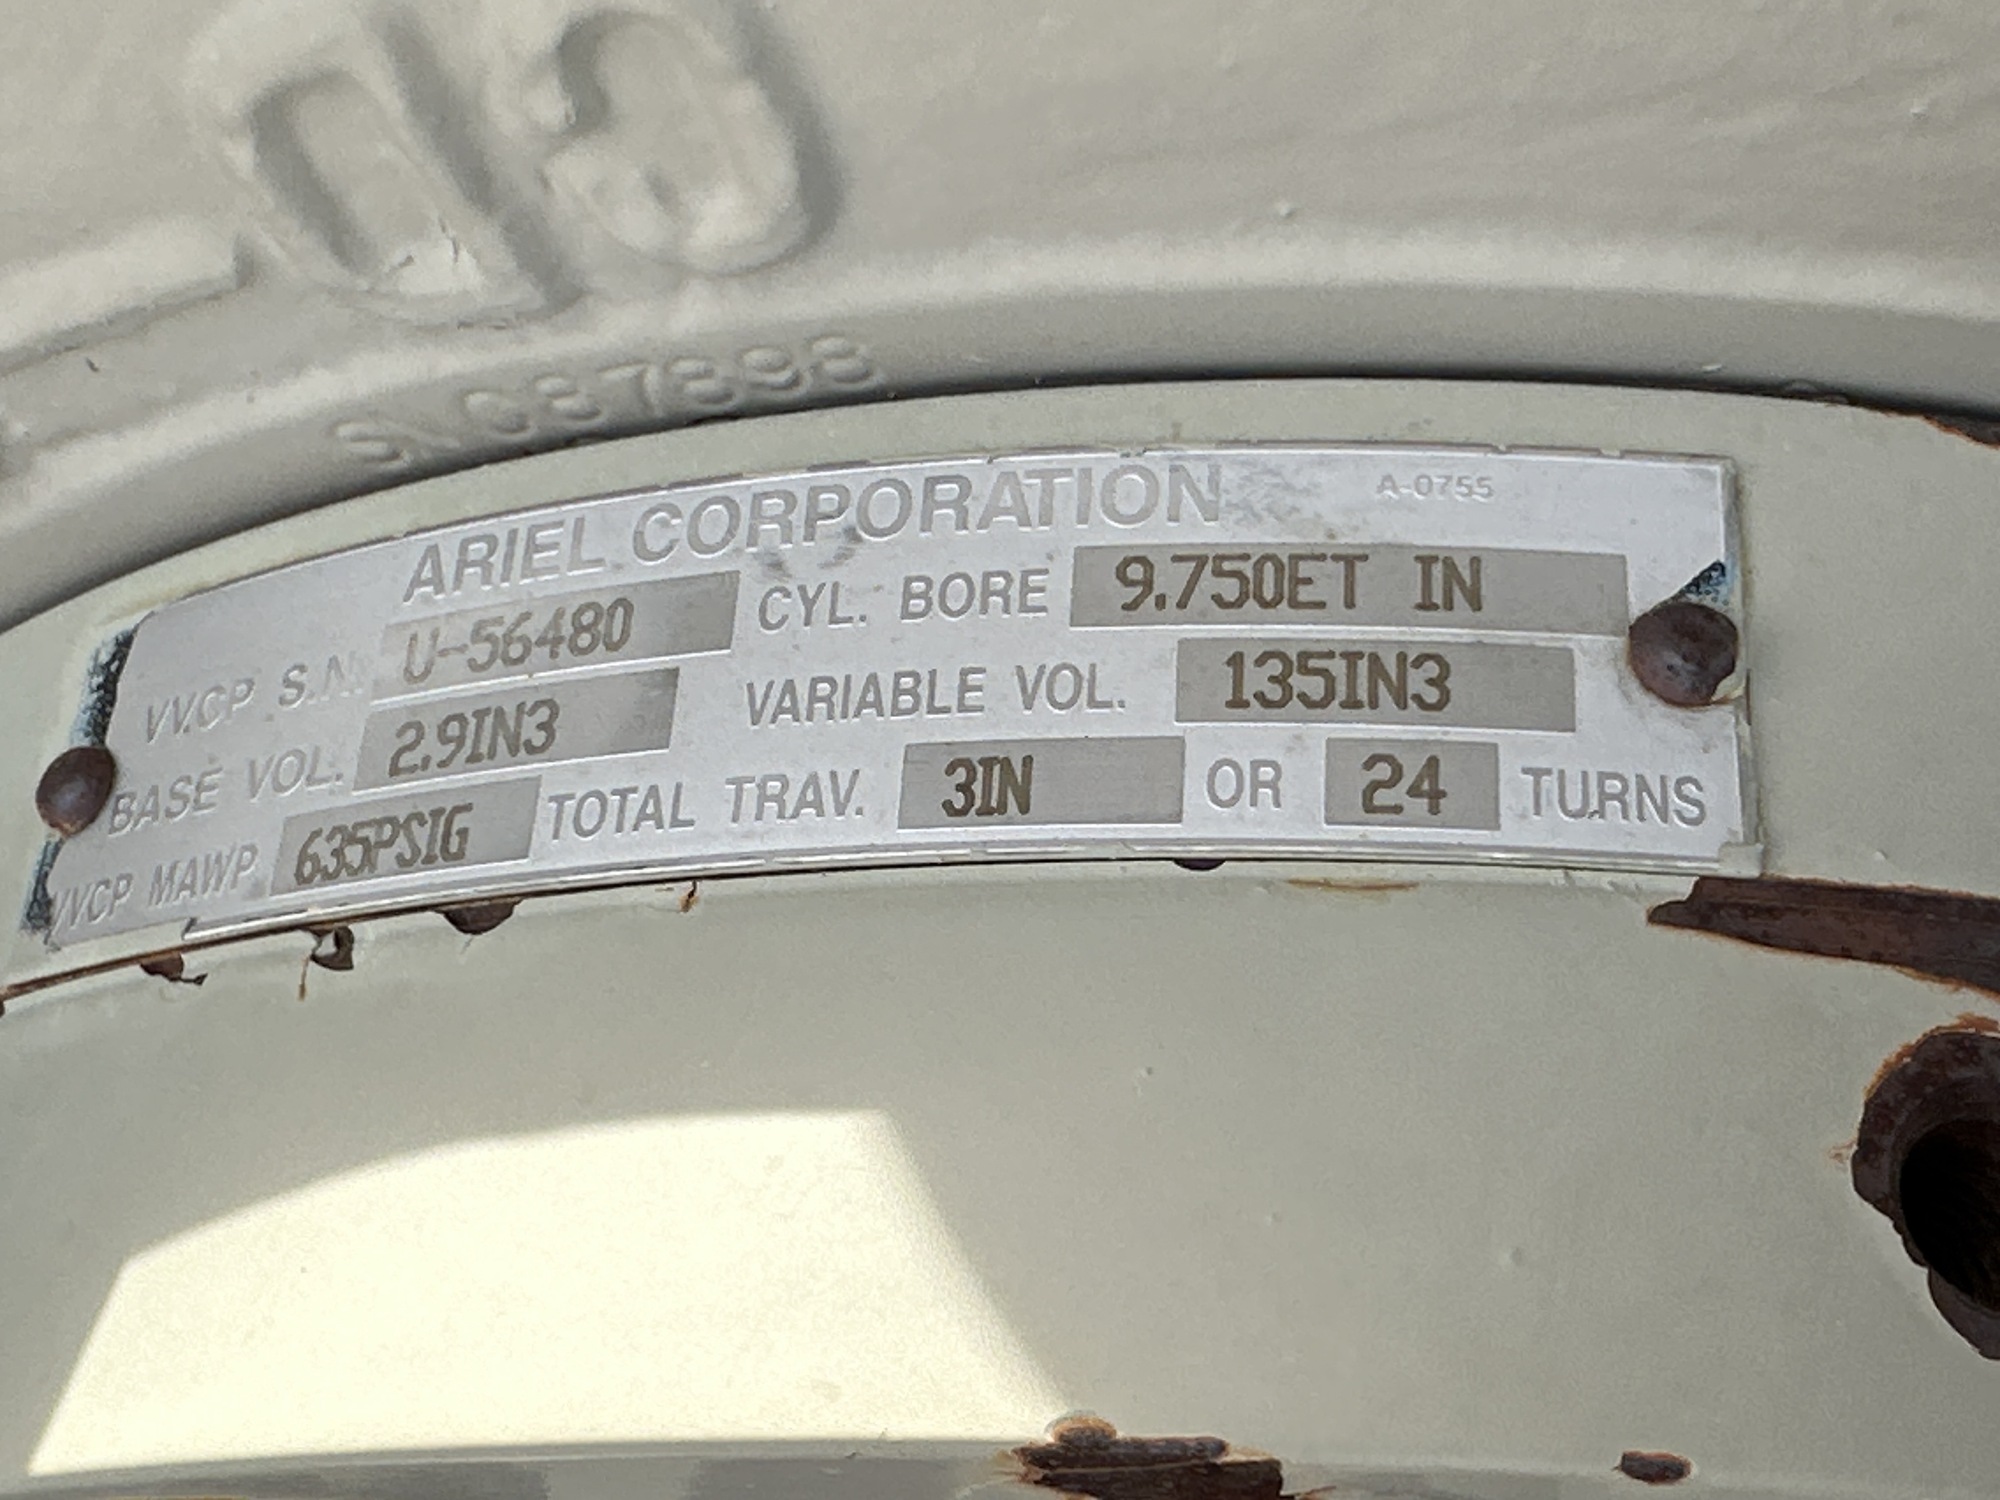 ARIEL CORPORATION A-0755
VVCP S.N. U-56480 CYL. BORE 9.750ET IN
BASE VOL. 2.9IN3 VARIABLE VOL. 135IN3
VVCP MAWP 635PSIG TOTAL TRAV. 3IN OR 24 TURNS